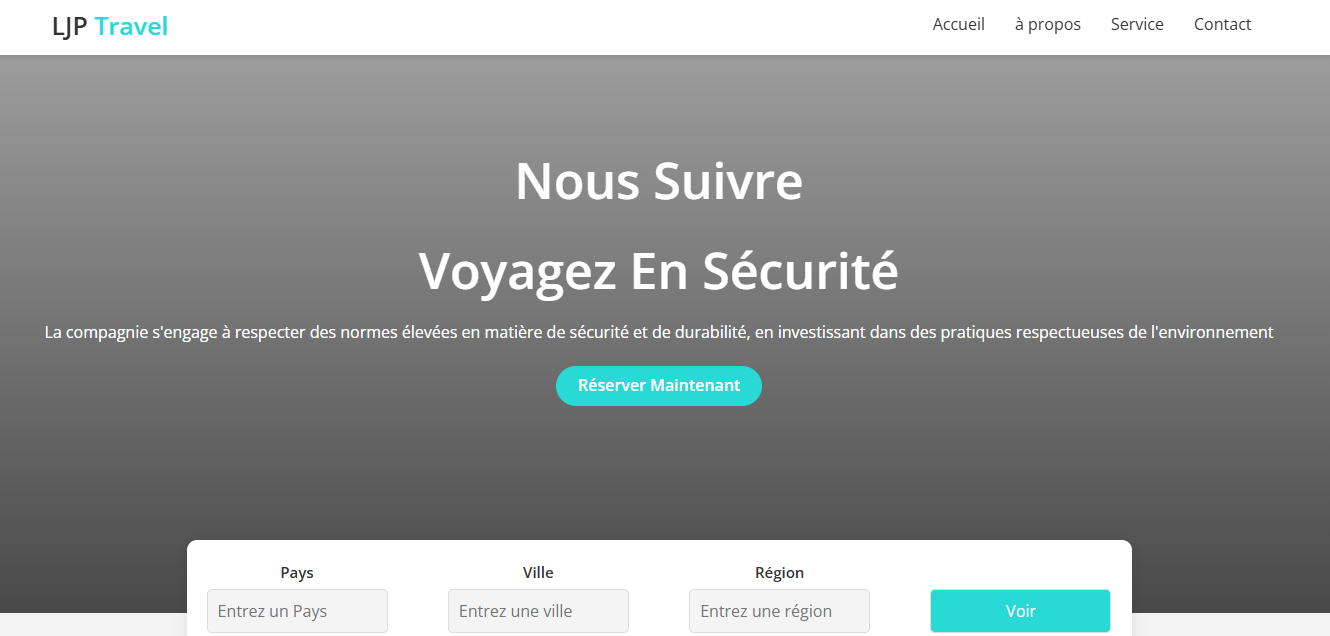 LJP Travel
Accueil à propos Service Contact
Nous Suivre
Voyagez En Sécurité
La compagnie s'engage à respecter des normes élevées en matière de sécurité et de durabilité, en investissant dans des pratiques respectueuses de l'environnement
Réserver Maintenant
Pays Ville Région
Entrez un Pays Entrez une ville Entrez une région Voir